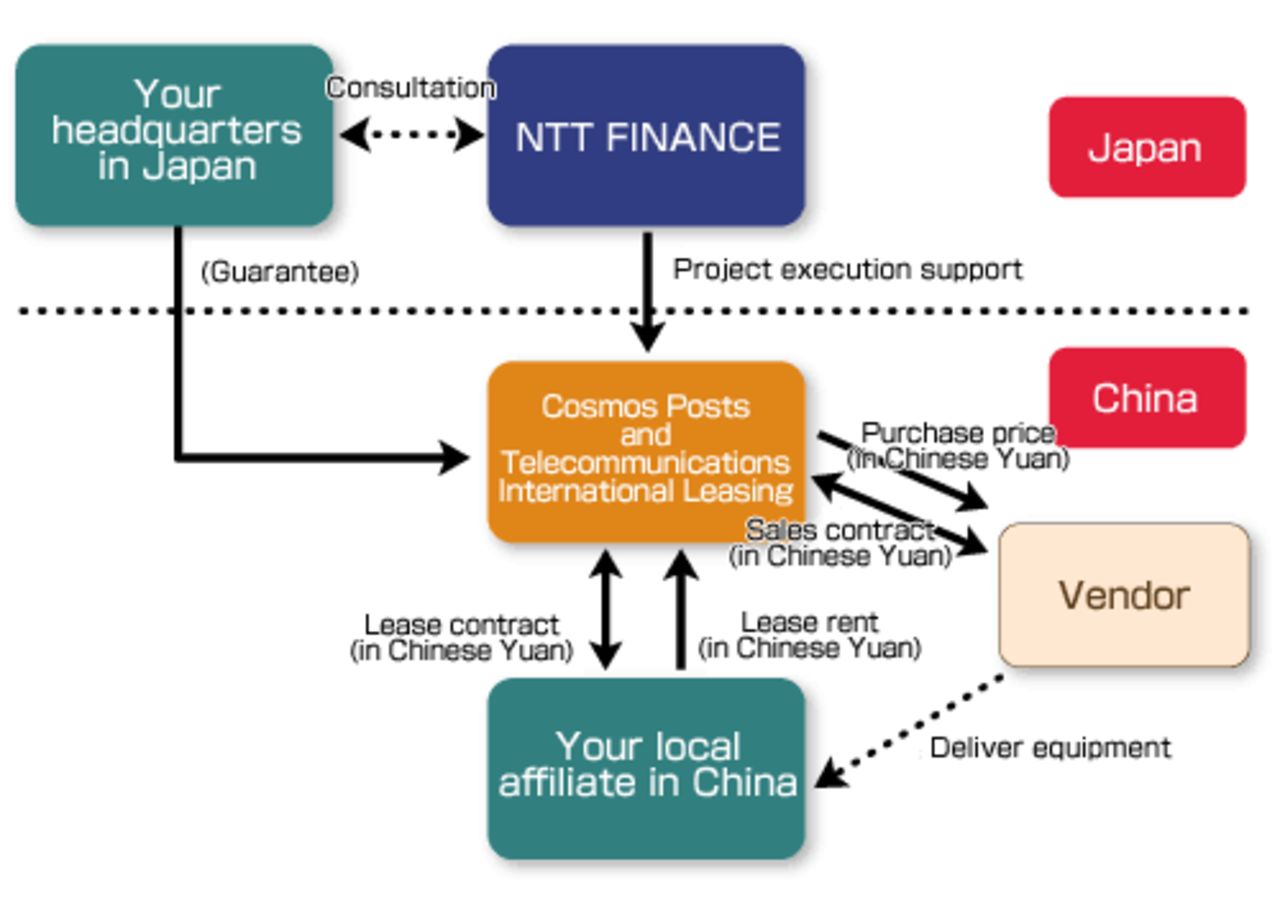 Your
headquarters
in Japan
Consultation
NTT FINANCE
Japan
(Guarantee)
Project execution support
China
Cosmos Posts
and
Telecommunications
International Leasing
Purchase price
(in Chinese Yuan)
Sales contract
(in Chinese Yuan)
Vendor
Lease contract
(in Chinese Yuan)
Lease rent
(in Chinese Yuan)
Your local
affiliate in China
Deliver equipment